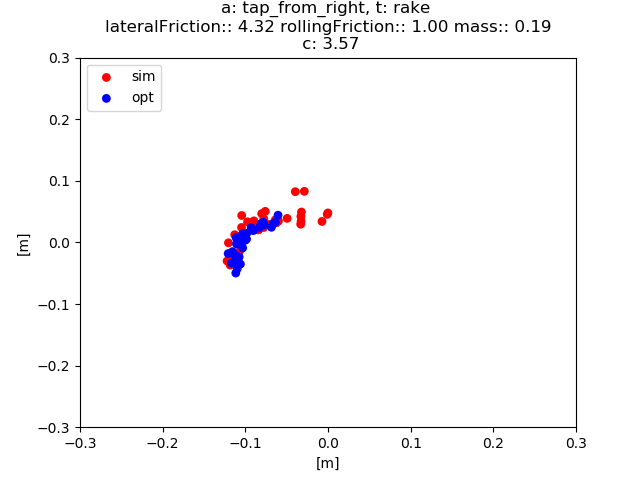 a: tap_from_right, t: rake
lateralFriction:: 4.32 rollingFriction:: 1.00 mass:: 0.19
c: 3.57
sim
opt
0.3
0.2
0.1
0.0
−0.1
−0.2
−0.3
[m]
−0.3
−0.2
−0.1
0.0
0.1
0.2
0.3
[m]